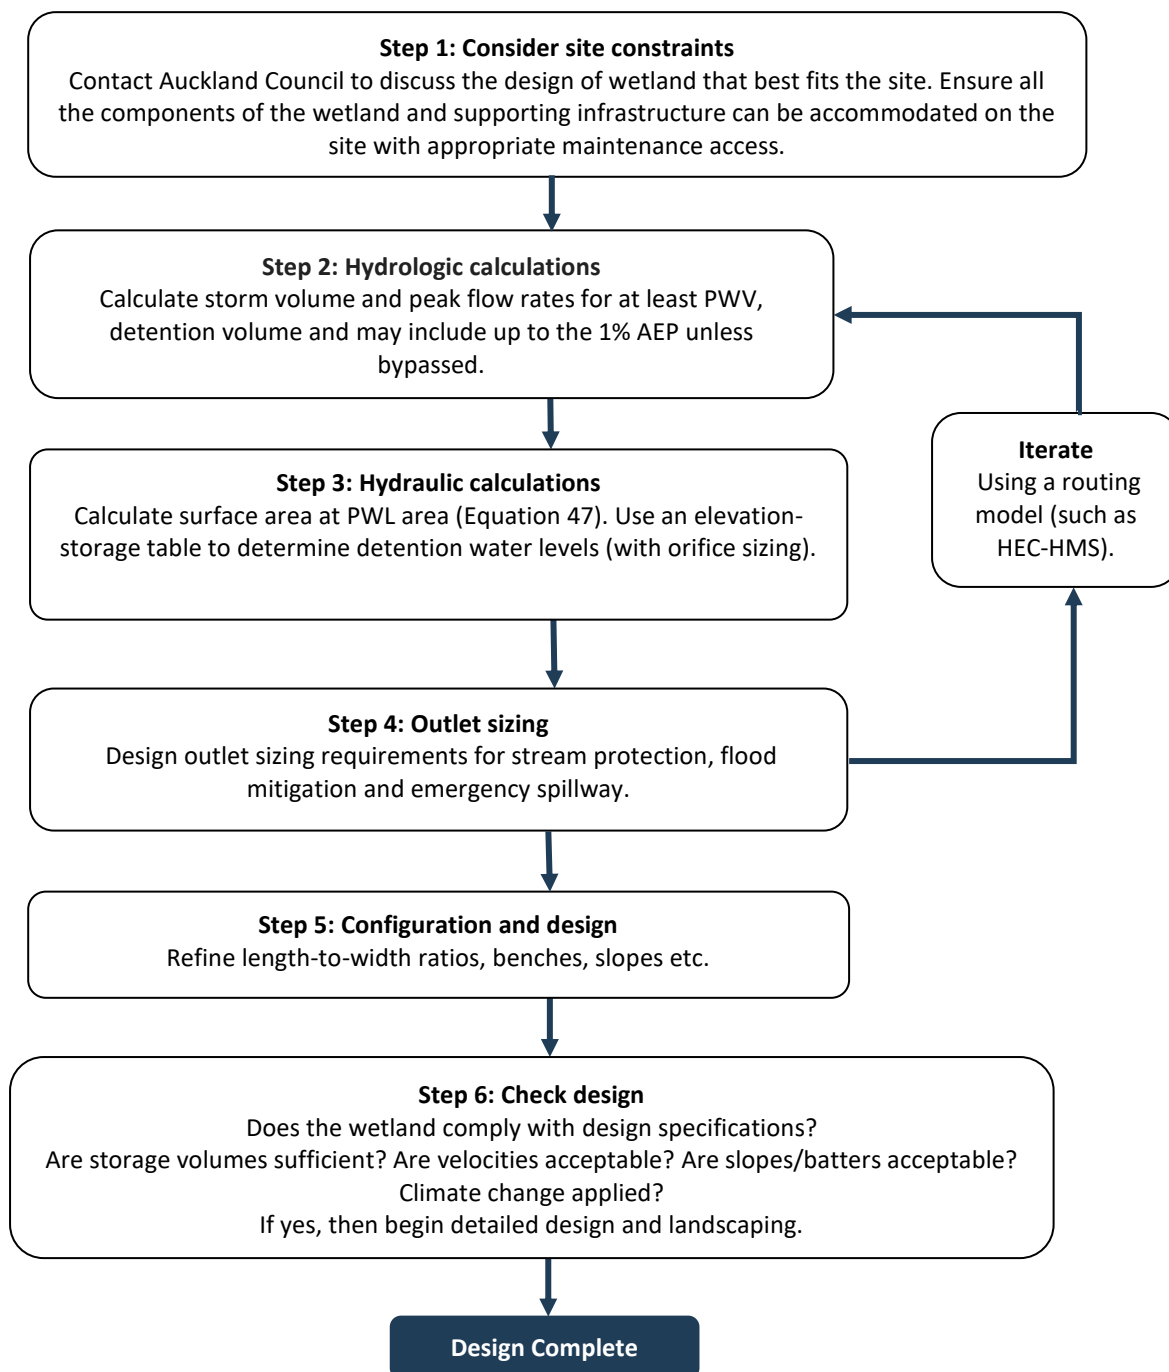 Step 1: Consider site constraints
Contact Auckland Council to discuss the design of wetland that best fits the site. Ensure all
the components of the wetland and supporting infrastructure can be accommodated on the
site with appropriate maintenance access.
Step 2: Hydrologic calculations
Calculate storm volume and peak flow rates for at least PWV,
detention volume and may include up to the 1% AEP unless
bypassed.
Step 3: Hydraulic calculations
Calculate surface area at PWL area (Equation 47). Use an elevation-
storage table to determine detention water levels (with orifice sizing).
Iterate
Using a routing
model (such as
HEC-HMS).
Step 4: Outlet sizing
Design outlet sizing requirements for stream protection, flood
mitigation and emergency spillway.
Step 5: Configuration and design
Refine length-to-width ratios, benches, slopes etc.
Step 6: Check design
Does the wetland comply with design specifications?
Are storage volumes sufficient? Are velocities acceptable? Are slopes/batters acceptable?
Climate change applied?
If yes, then begin detailed design and landscaping.
Design Complete